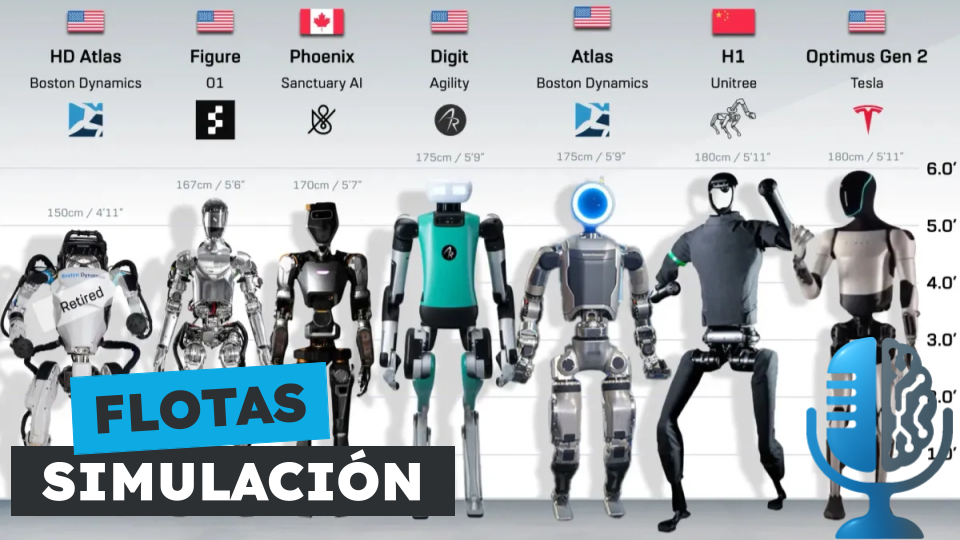 HD Atlas
Boston Dynamics
150cm / 4'11"
Figure
01
167cm / 5'6"
Phoenix
Sanctuary AI
170cm / 5'7"
Digit
Agility
175cm / 5'9"
Atlas
Boston Dynamics
175cm / 5'9"
H1
Unitree
180cm / 5'11"
Optimus Gen 2
Tesla
180cm / 5'11"
6.0'
5.0'
4.0'
3.0'
Boston Dynamics
Retired
FLOTAS
SIMULACIÓN